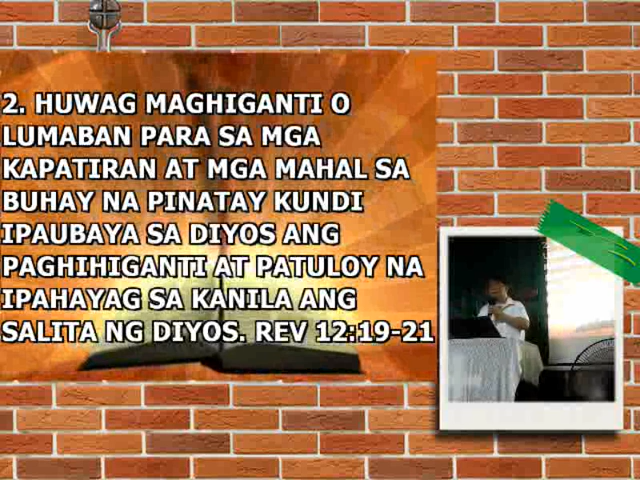 2. HUWAG MAGHIGANTI O
LUMABAN PARA SA MGA
KAPATIRAN AT MGA MAHAL SA
BUHAY NA PINATAY KUNDI
IPAUBAYA SA DIYOS ANG
PAGHIHIGANTI AT PATULOY NA
IPAHAYAG SA KANILA ANG
SALITA NG DIYOS. REV 12:19-21